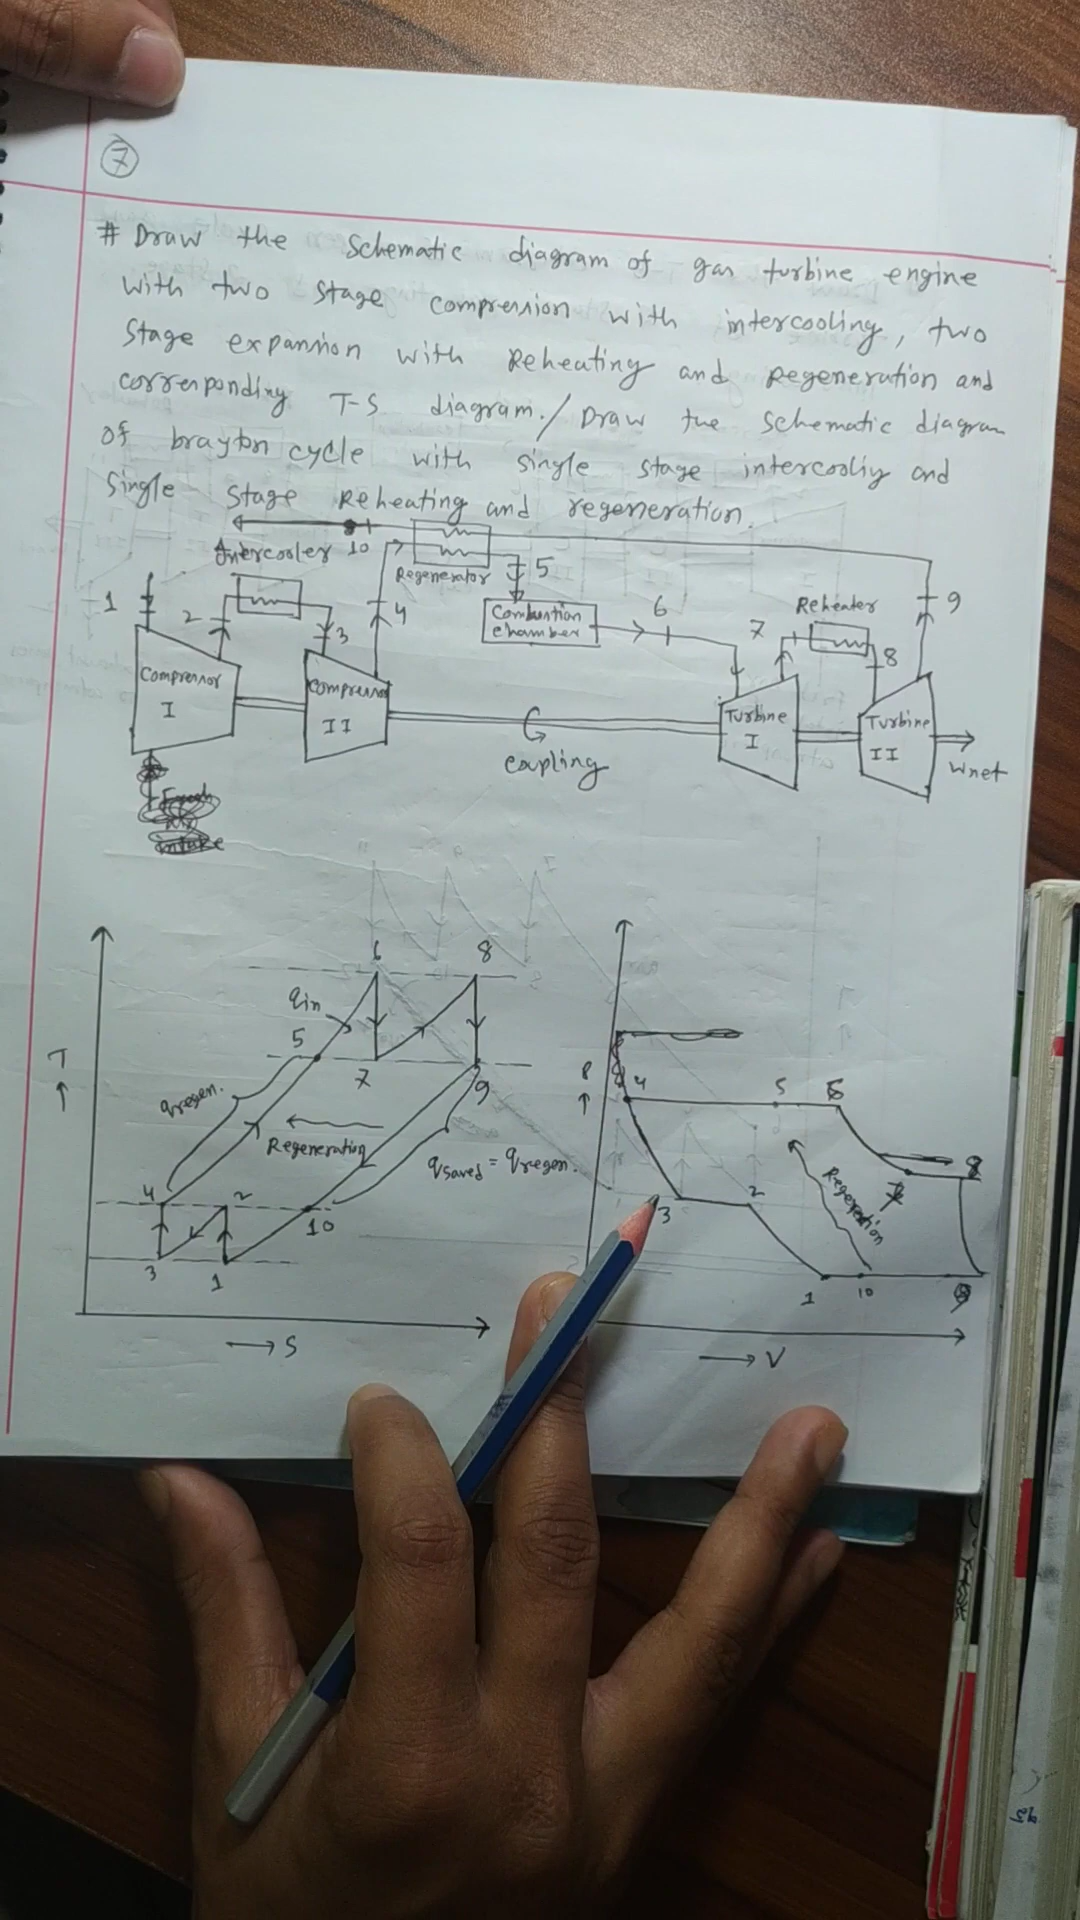 7
# Draw the schematic diagram of gas turbine engine
with two stage compression with intercooling, two
stage expansion with Reheating and Regeneration and
corresponding T-S diagram. / Draw the schematic diagram
of brayton cycle with single stage intercooling and
single stage Reheating and regeneration.
Intercooler 10
Regenerator 5
1 2 3 4
Combustion
chamber
6 7 Reheater 8 9
Compressor
I
Compressor
II
Turbine
I
Turbine
II
coupling
Wnet
6 8
qin
5
T
7 9
qregen.
Regeneration
qsaved = qregen.
4 2
10
3 1
S
P
4 5 6
8
7
Regeneration
3 2
1 10 9
V